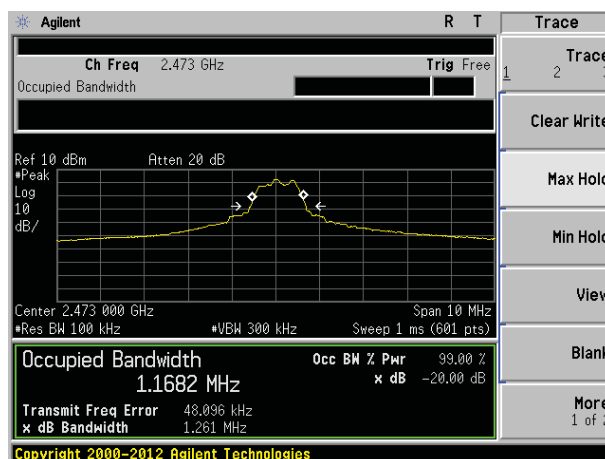 Agilent R T Trace
Ch Freq 2.473 GHz Trig Free
Occupied Bandwidth
Trace
1 2
Clear Write
Max Hold
Min Hold
View
Blank
More
1 of 2
Ref 10 dBm Atten 20 dB
#Peak
Log
10
dB/
Center 2.473 000 GHz Span 10 MHz
#Res BW 100 kHz #VBW 300 kHz Sweep 1 ms (601 pts)
Occupied Bandwidth Occ BW % Pwr 99.00 %
1.1682 MHz x dB -20.00 dB
Transmit Freq Error 48.096 kHz
x dB Bandwidth 1.261 MHz
Copyright 2000-2012 Agilent Technologies